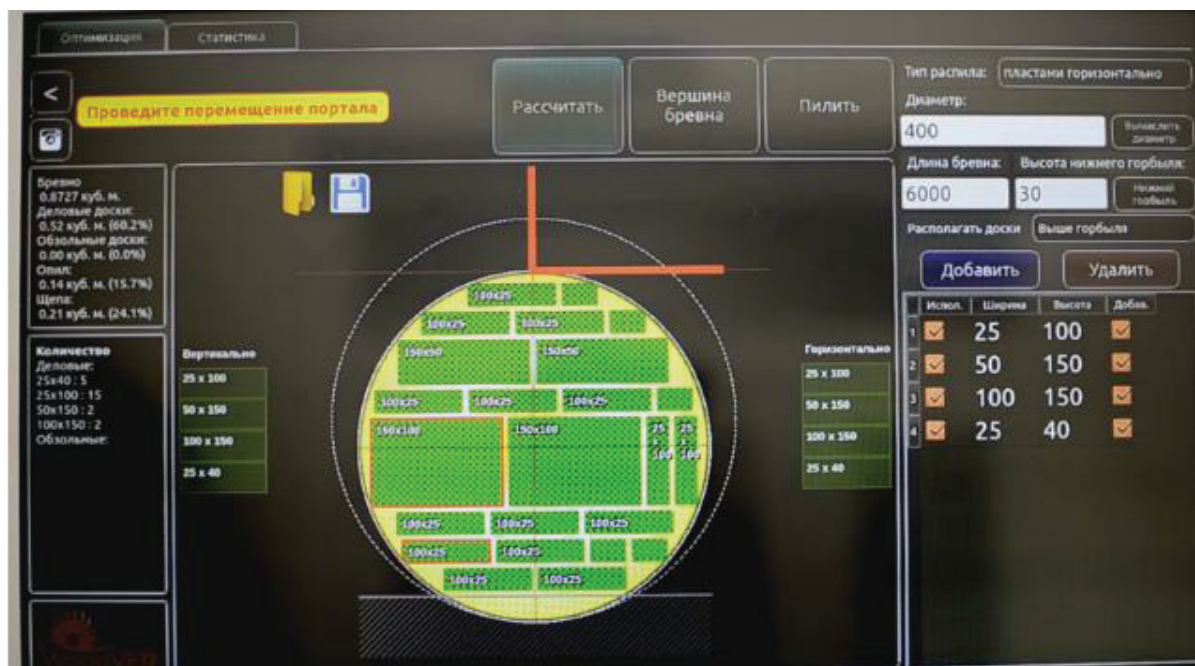 Оптимизация
Статистика
<
Проведите перемещение портала
Рассчитать
Вершина
бревна
Пилить
Тип распила:
пластами горизонтально
Диаметр:
400
Вычислить
диаметр
Длина бревна:
Высота нижнего горбыля:
6000
30
Нижний
горбыль
Располагать доски
Выше горбыля
Добавить
Удалить
Испол.
Ширина
Высота
Добав.
1 25 100
2 50 150
3 100 150
4 25 40
Бревно
0.8727 куб. м.
Деловые доски:
0.52 куб. м. (60.2%)
Обзольные доски:
0.00 куб. м. (0.0%)
Опил:
0.14 куб. м. (15.7%)
Щепа:
0.21 куб. м. (24.1%)
Количество
Деловые:
25x40 : 5
25x100 : 15
50x150 : 2
100x150 : 2
Обзольные:
Вертикально
25 x 100
50 x 150
100 x 150
25 x 40
100x25
100x25
100x25
150x50
150x50
100x25
100x25
100x25
150x100
150x100
25
x
100
25
x
100
100x25
100x25
100x25
100x25
100x25
100x25
100x25
Горизонтально
25 x 100
50 x 150
100 x 150
25 x 40